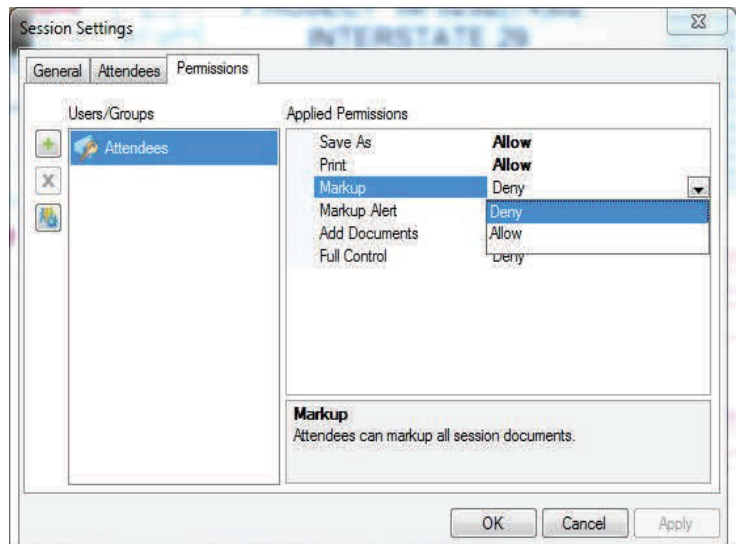 INTERSTATE 29
Session Settings
General Attendees Permissions
Users/Groups
Attendees
Applied Permissions
Save As Allow
Print Allow
Markup Deny
Markup Alert Deny
Add Documents Allow
Full Control Deny
Markup
Attendees can markup all session documents.
OK Cancel Apply